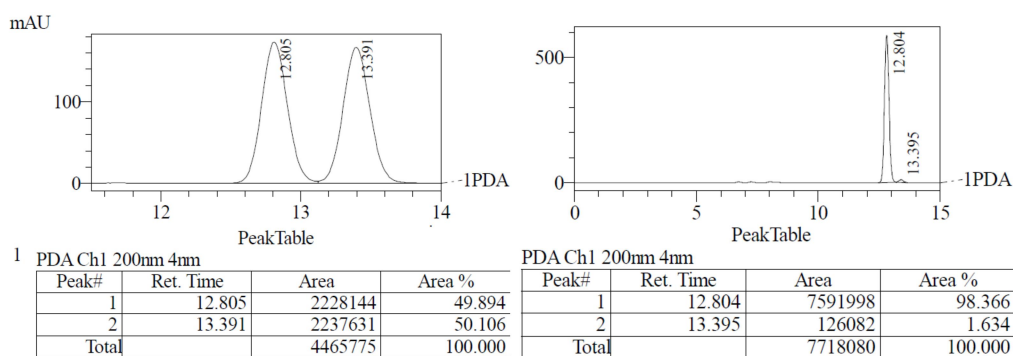 mAU
12.805
13.391
100
0
1PDA
12 13 14
PeakTable
1 PDA Ch1 200nm 4nm
Peak# Ret. Time Area Area %
1 12.805 2228144 49.894
2 13.391 2237631 50.106
Total 4465775 100.000
500
12.804
13.395
0
1PDA
0 5 10 15
PeakTable
PDA Ch1 200nm 4nm
Peak# Ret. Time Area Area %
1 12.804 7591998 98.366
2 13.395 126082 1.634
Total 7718080 100.000